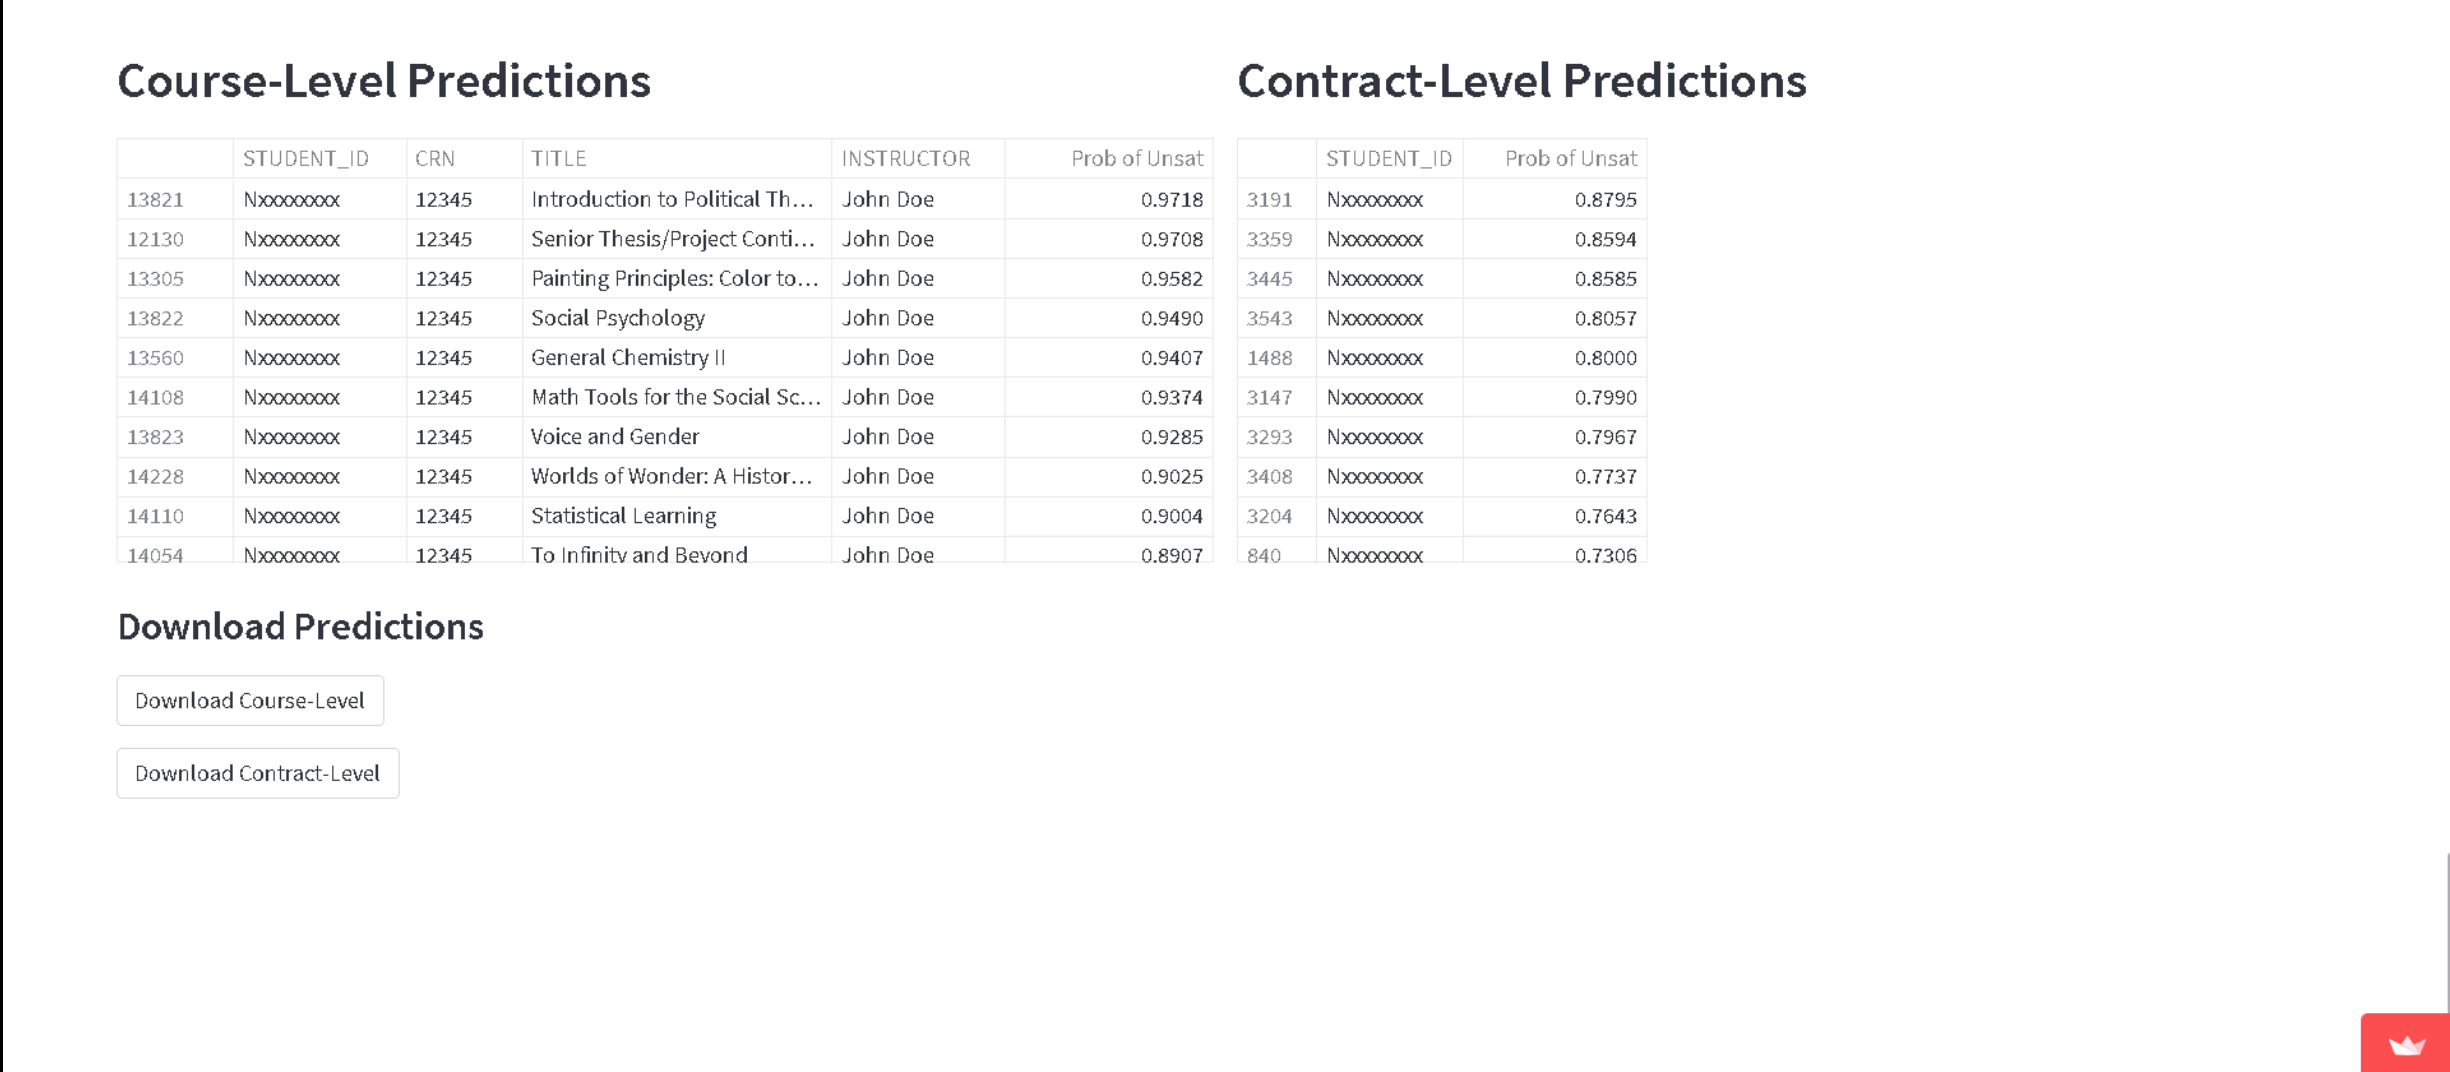 Course-Level Predictions
STUDENT_ID CRN TITLE INSTRUCTOR Prob of Unsat
13821 Nxxxxxxxx 12345 Introduction to Political Th... John Doe 0.9718
12130 Nxxxxxxxx 12345 Senior Thesis/Project Conti... John Doe 0.9708
13305 Nxxxxxxxx 12345 Painting Principles: Color to... John Doe 0.9582
13822 Nxxxxxxxx 12345 Social Psychology John Doe 0.9490
13560 Nxxxxxxxx 12345 General Chemistry II John Doe 0.9407
14108 Nxxxxxxxx 12345 Math Tools for the Social Sc... John Doe 0.9374
13823 Nxxxxxxxx 12345 Voice and Gender John Doe 0.9285
14228 Nxxxxxxxx 12345 Worlds of Wonder: A Histor... John Doe 0.9025
14110 Nxxxxxxxx 12345 Statistical Learning John Doe 0.9004
14054 Nxxxxxxxx 12345 To Infinity and Beyond John Doe 0.8907
Contract-Level Predictions
STUDENT_ID Prob of Unsat
3191 Nxxxxxxxx 0.8795
3359 Nxxxxxxxx 0.8594
3445 Nxxxxxxxx 0.8585
3543 Nxxxxxxxx 0.8057
1488 Nxxxxxxxx 0.8000
3147 Nxxxxxxxx 0.7990
3293 Nxxxxxxxx 0.7967
3408 Nxxxxxxxx 0.7737
3204 Nxxxxxxxx 0.7643
840 Nxxxxxxxx 0.7306
Download Predictions
Download Course-Level
Download Contract-Level